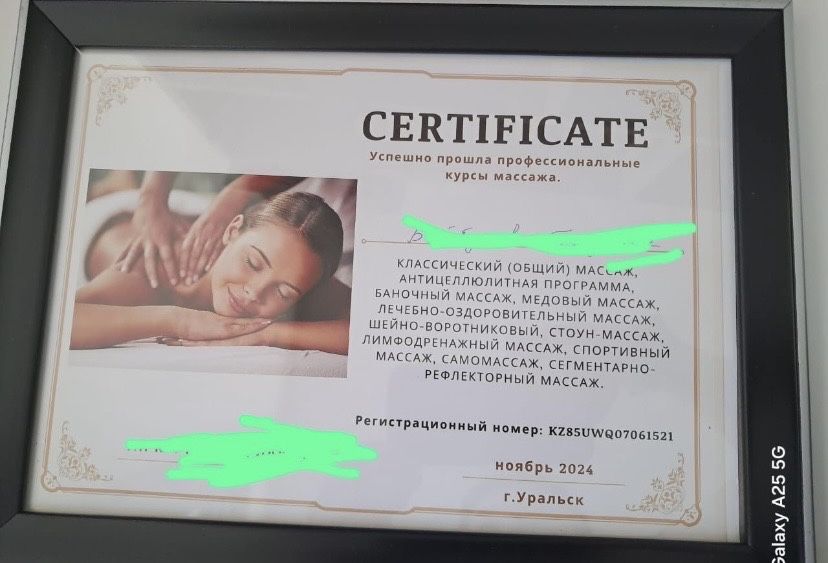 CERTIFICATE
Успешно прошла профессиональные
курсы массажа.
КЛАССИЧЕСКИЙ (ОБЩИЙ) МАССАЖ,
АНТИЦЕЛЛЮЛИТНАЯ ПРОГРАММА,
БАНОЧНЫЙ МАССАЖ, МЕДОВЫЙ МАССАЖ,
ЛЕЧЕБНО-ОЗДОРОВИТЕЛЬНЫЙ МАССАЖ,
ШЕЙНО-ВОРОТНИКОВЫЙ, СТОУН-МАССАЖ,
ЛИМФОДРЕНАЖНЫЙ МАССАЖ, СПОРТИВНЫЙ
МАССАЖ, САМОМАССАЖ, СЕГМЕНТАРНО-
РЕФЛЕКТОРНЫЙ МАССАЖ.
Регистрационный номер: KZ85UWQ07061521
ноябрь 2024
г.Уральск
Galaxy A25 5G